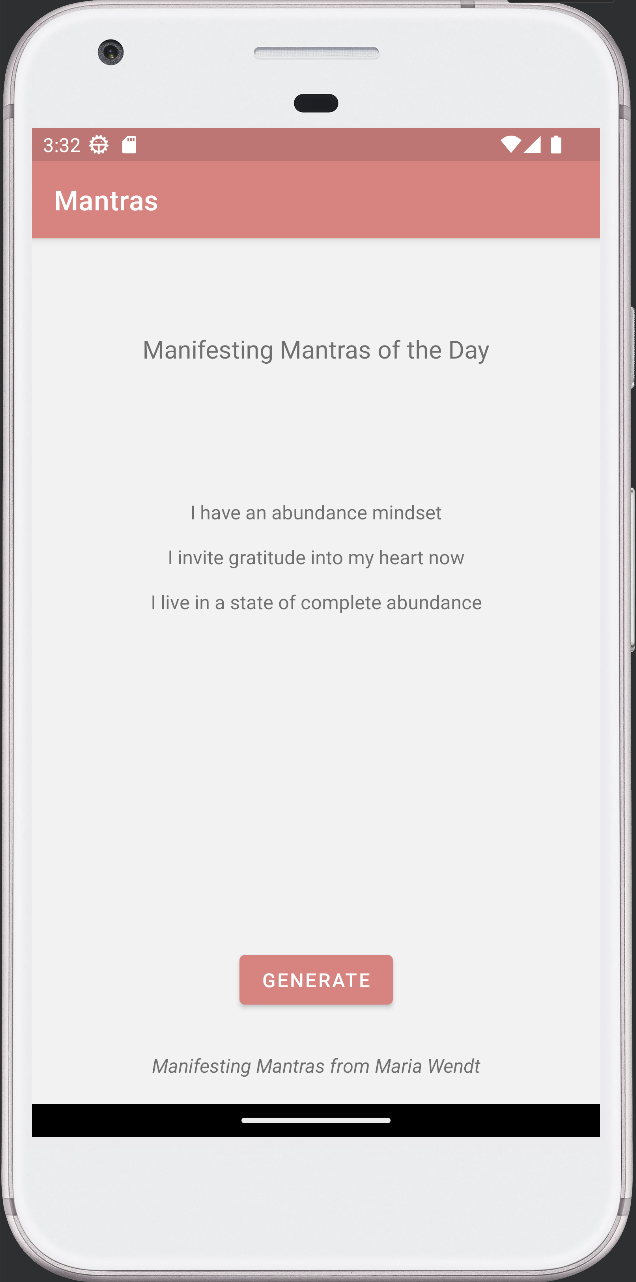 3:32
Mantras
Manifesting Mantras of the Day
I have an abundance mindset
I invite gratitude into my heart now
I live in a state of complete abundance
GENERATE
Manifesting Mantras from Maria Wendt